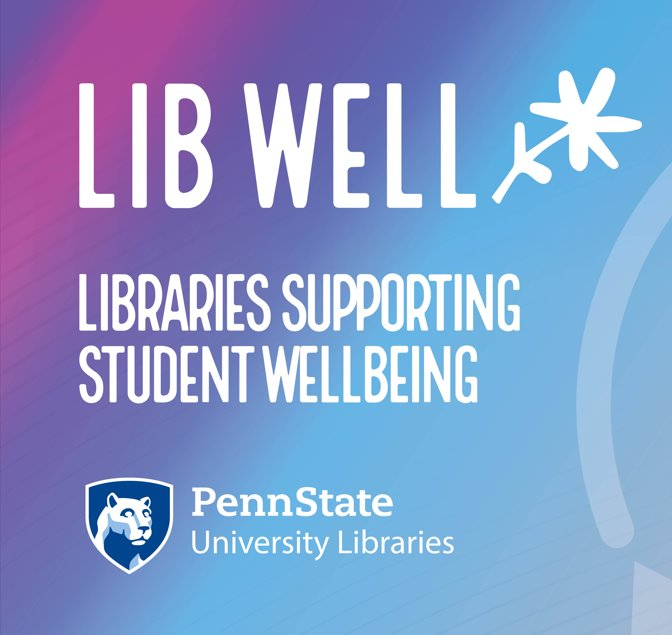 LIB WELL
LIBRARIES SUPPORTING
STUDENT WELLBEING
PennState
University Libraries